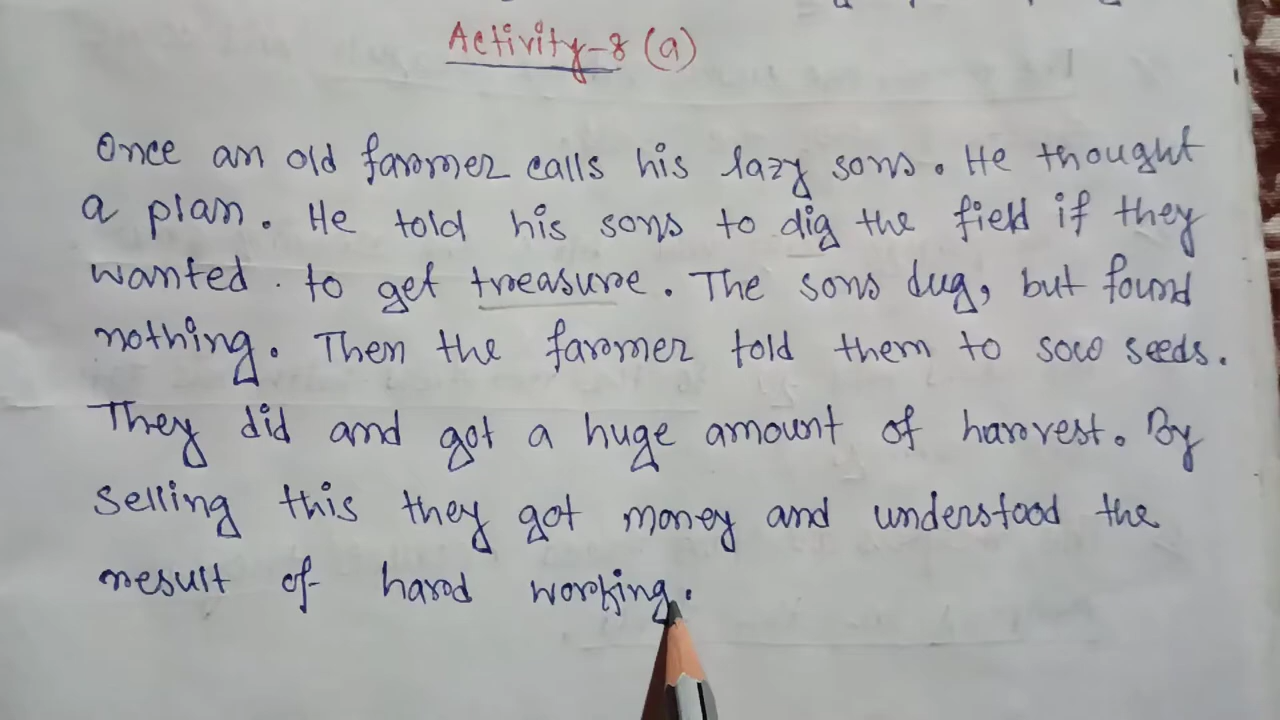 Activity-8 (a)
Once an old farmer calls his lazy sons. He thought
a plan. He told his sons to dig the field if they
wanted to get treasure. The sons dug, but found
nothing. Then the farmer told them to sow seeds.
They did and got a huge amount of harvest. By
selling this they got money and understood the
result of hard working.